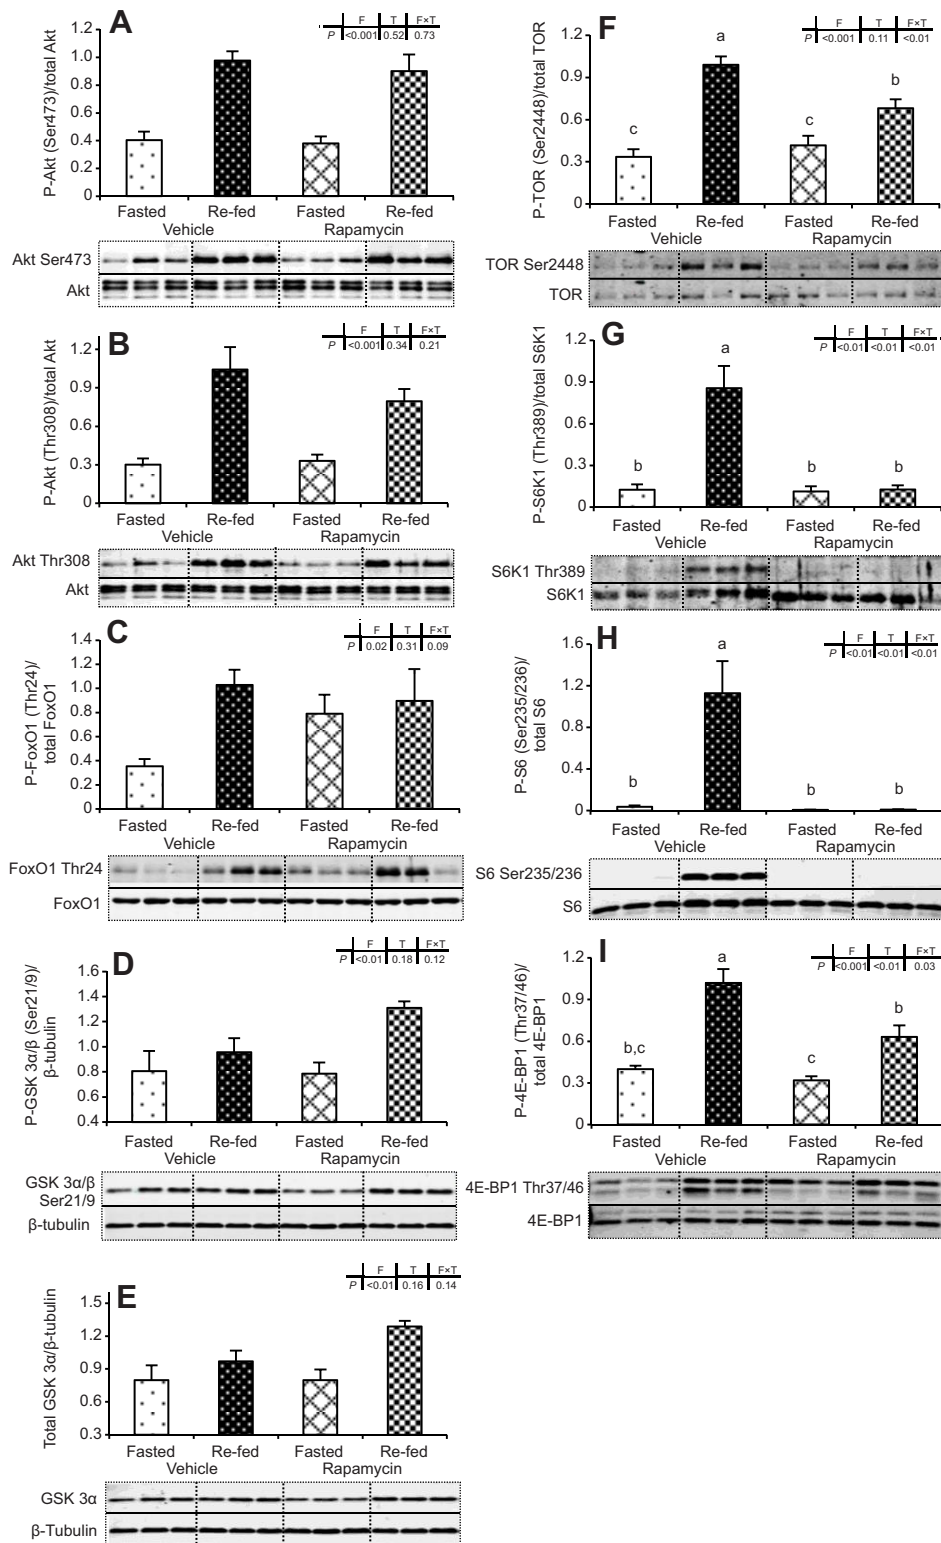 A
F T F×T
P <0.001 0.52 0.73
P-Akt (Ser473)/total Akt
1.2
1.0
0.8
0.6
0.4
0.2
0
Fasted Re-fed Fasted Re-fed
Vehicle Rapamycin
Akt Ser473
Akt
B
F T F×T
P <0.001 0.34 0.21
P-Akt (Thr308)/total Akt
1.2
0.9
0.6
0.3
0
Fasted Re-fed Fasted Re-fed
Vehicle Rapamycin
Akt Thr308
Akt
C
F T F×T
P 0.02 0.31 0.09
P-FoxO1 (Thr24)/
total FoxO1
1.4
1.2
1.0
0.8
0.6
0.4
0.2
0
Fasted Re-fed Fasted Re-fed
Vehicle Rapamycin
FoxO1 Thr24
FoxO1
D
F T F×T
P <0.01 0.18 0.12
P-GSK 3α/β (Ser21/9)/
β-tubulin
1.6
1.4
1.2
1.0
0.8
0.6
0.4
Fasted Re-fed Fasted Re-fed
Vehicle Rapamycin
GSK 3α/β
Ser21/9
β-tubulin
E
F T F×T
P <0.01 0.16 0.14
Total GSK 3α/β-tubulin
1.5
1.2
0.9
0.6
0.3
Fasted Re-fed Fasted Re-fed
Vehicle Rapamycin
GSK 3α
β-Tubulin
F
F T F×T
P <0.001 0.11 <0.01
P-TOR (Ser2448)/total TOR
1.2
0.9
0.6
0.3
0
c a c b
Fasted Re-fed Fasted Re-fed
Vehicle Rapamycin
TOR Ser2448
TOR
G
F T F×T
P <0.01 <0.01 <0.01
P-S6K1 (Thr389)/total S6K1
1.2
0.9
0.6
0.3
0
b a b b
Fasted Re-fed Fasted Re-fed
Vehicle Rapamycin
S6K1 Thr389
S6K1
H
F T F×T
P <0.01 <0.01 <0.01
P-S6 (Ser235/236)/
total S6
1.6
1.2
0.8
0.4
0
b a b b
Fasted Re-fed Fasted Re-fed
Vehicle Rapamycin
S6 Ser235/236
S6
I
F T F×T
P <0.001 <0.01 0.03
P-4E-BP1 (Thr37/46)/
total 4E-BP1
1.2
0.9
0.6
0.3
0
b,c a c b
Fasted Re-fed Fasted Re-fed
Vehicle Rapamycin
4E-BP1 Thr37/46
4E-BP1